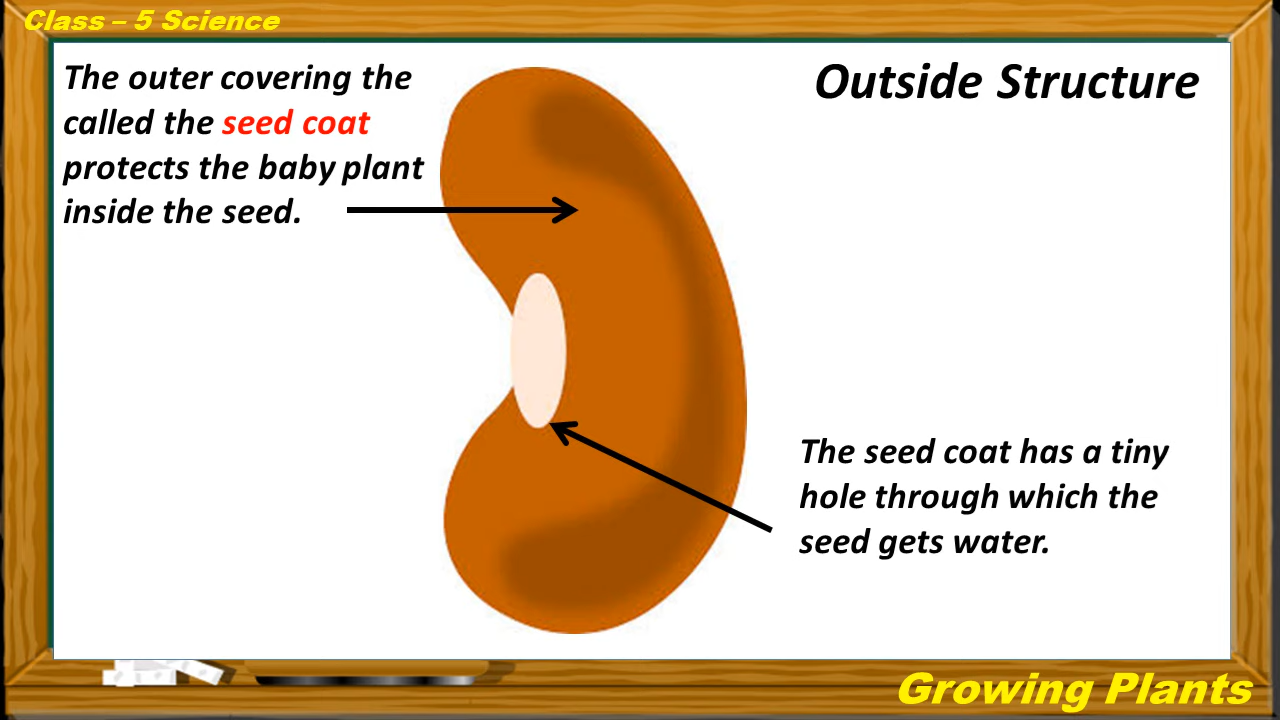 Class – 5 Science
The outer covering the
called the seed coat
protects the baby plant
inside the seed.
Outside Structure
The seed coat has a tiny
hole through which the
seed gets water.
Growing Plants